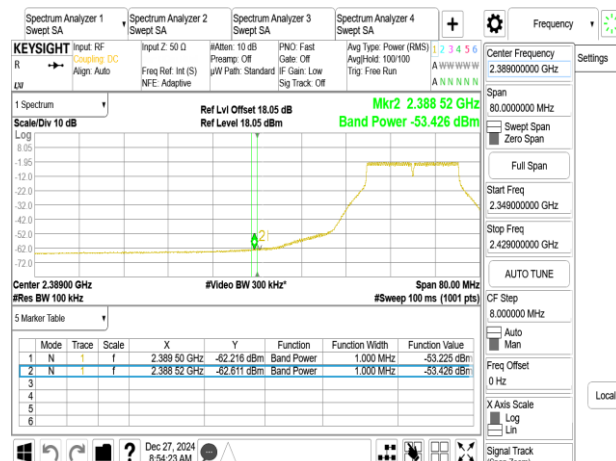 Spectrum Analyzer 1
Swept SA
Spectrum Analyzer 2
Swept SA
Spectrum Analyzer 3
Swept SA
Spectrum Analyzer 4
Swept SA
+
Frequency
KEYSIGHT
R
Input: RF
Coupling: DC
Align: Auto
Input Z: 50 Ω
Freq Ref: Int (S)
NFE: Adaptive
#Atten: 10 dB
Preamp: Off
µW Path: Standard
PNO: Fast
Gate: Off
IF Gain: Low
Sig Track: Off
Avg Type: Power (RMS)
Avg|Hold: 100/100
Trig: Free Run
1 2 3 4 5 6
A W W W W W
A N N N N N
1 Spectrum
Scale/Div 10 dB
Ref Lvl Offset 18.05 dB
Ref Level 18.05 dBm
Mkr2 2.388 52 GHz
Band Power -53.426 dBm
Log
8.05
-1.95
-12.0
-22.0
-32.0
-42.0
-52.0
-62.0
-72.0
2
Center 2.38900 GHz
#Res BW 100 kHz
#Video BW 300 kHz*
Span 80.00 MHz
#Sweep 100 ms (1001 pts)
5 Marker Table
Mode Trace Scale X Y Function Function Width Function Value
1 N 1 f 2.389 50 GHz -62.216 dBm Band Power 1.000 MHz -53.225 dBm
2 N 1 f 2.388 52 GHz -62.611 dBm Band Power 1.000 MHz -53.426 dBm
3
4
5
6
?
Dec 27, 2024
8:54:23 AM
Center Frequency
2.389000000 GHz
Span
80.0000000 MHz
Swept Span
Zero Span
Full Span
Start Freq
2.349000000 GHz
Stop Freq
2.429000000 GHz
AUTO TUNE
CF Step
8.000000 MHz
Auto
Man
Freq Offset
0 Hz
X Axis Scale
Log
Lin
Signal Track
Settings
Local